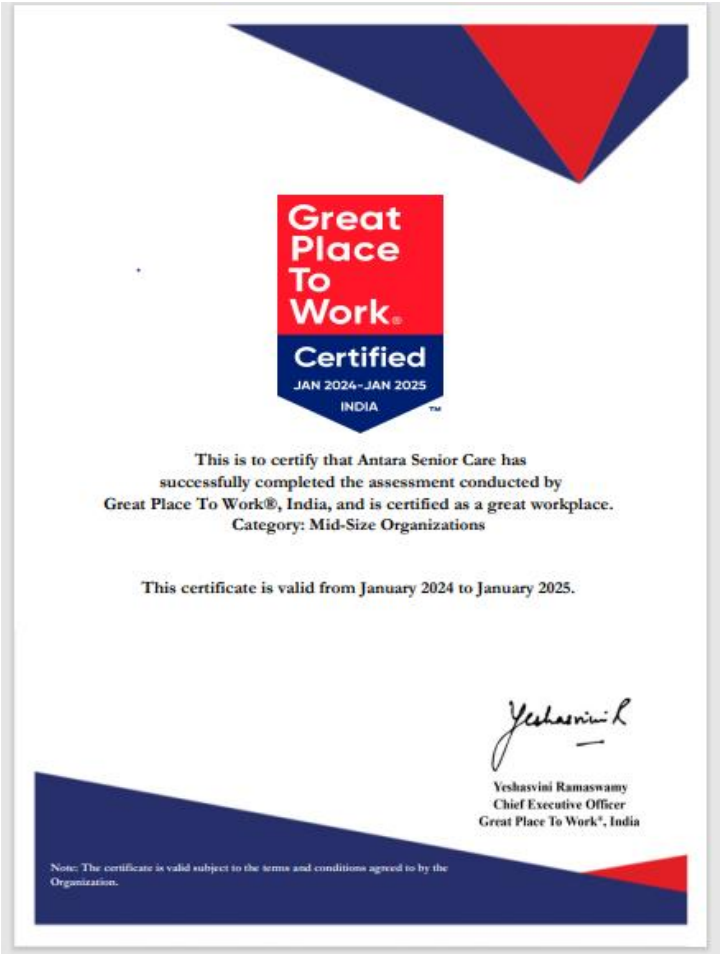 Great
Place
To
Work®
Certified
JAN 2024-JAN 2025
INDIA
TM
This is to certify that Antara Senior Care has
successfully completed the assessment conducted by
Great Place To Work®, India, and is certified as a great workplace.
Category: Mid-Size Organizations
This certificate is valid from January 2024 to January 2025.
Yeshasvini R
Yeshasvini Ramaswamy
Chief Executive Officer
Great Place To Work®, India
Note: The certificate is valid subject to the terms and conditions agreed to by the
Organization.